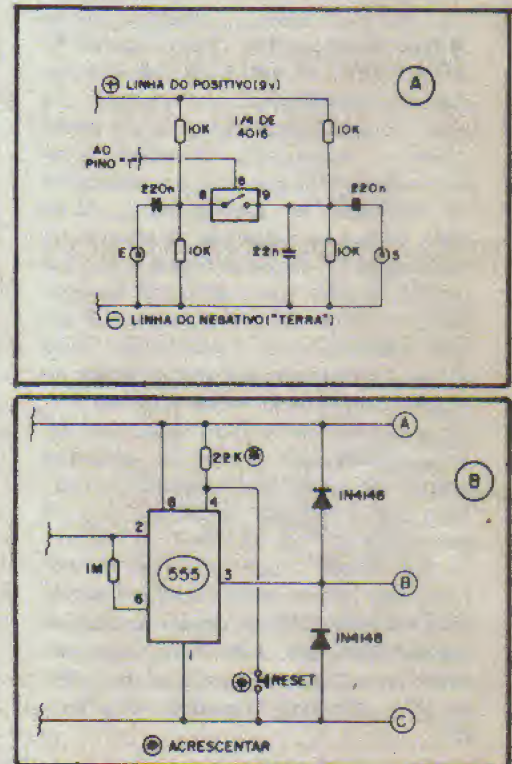 A
+ LINHA DO POSITIVO (9V)
10K
1/4 DE
4016
10K
AO
PINO "1"
220n
8
6
9
220n
E
10K
22n
10K
S
− LINHA DO NEGATIVO ("TERRA")
A
22K
B
1N4148
8
4
2
1M
555
3
B
6
1N4148
1
RESET
C
ACRESCENTAR